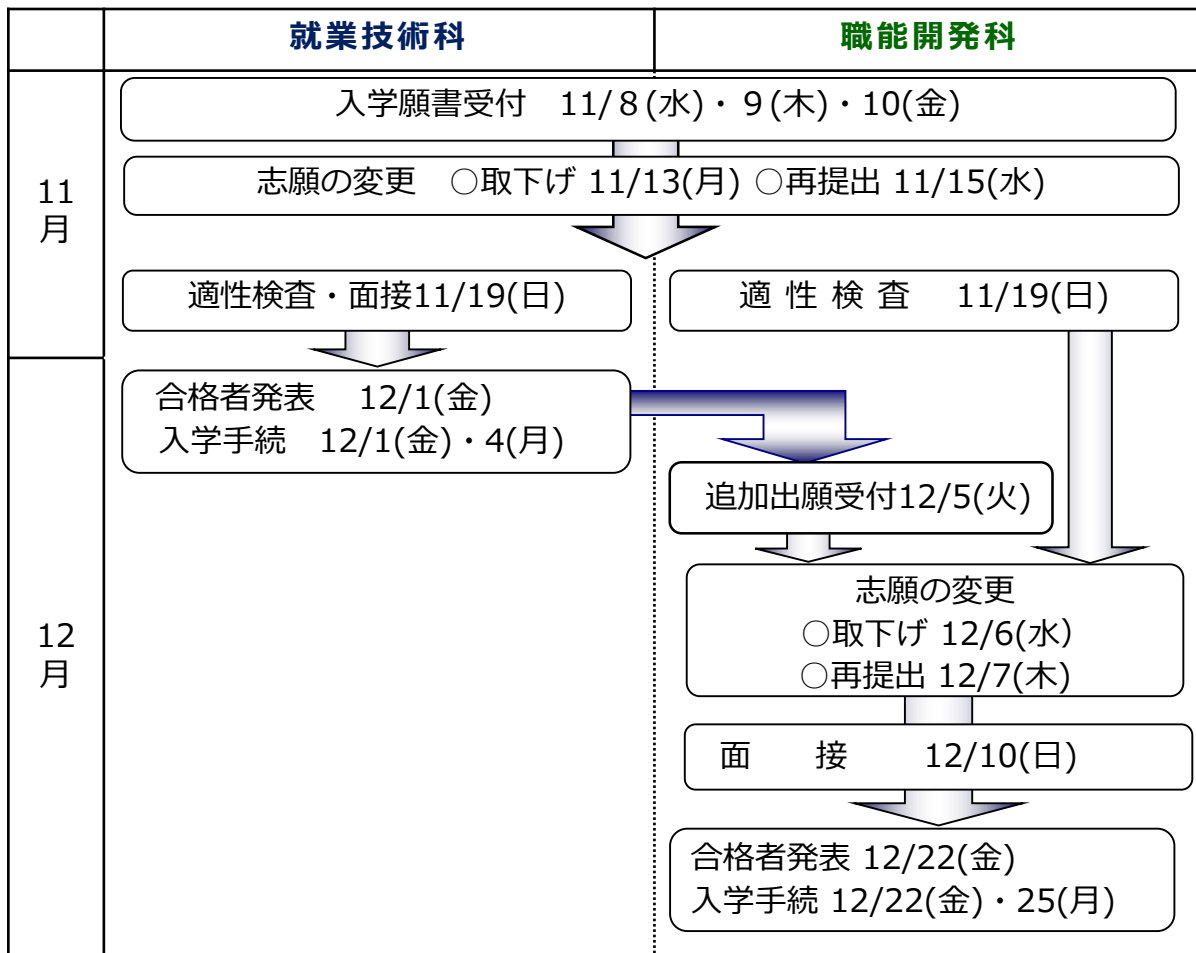 就業技術科
職能開発科
11
月
入学願書受付　11/８(水)・９(木)・10(金)
志願の変更　○取下げ 11/13(月) ○再提出 11/15(水)
適性検査・面接11/19(日)
適 性 検 査　11/19(日)
12
月
合格者発表　12/1(金)
入学手続　12/1(金)・4(月)
追加出願受付12/5(火)
志願の変更
○取下げ 12/6(水)
○再提出 12/7(木)
面　　接　　12/10(日)
合格者発表 12/22(金)
入学手続 12/22(金)・25(月)